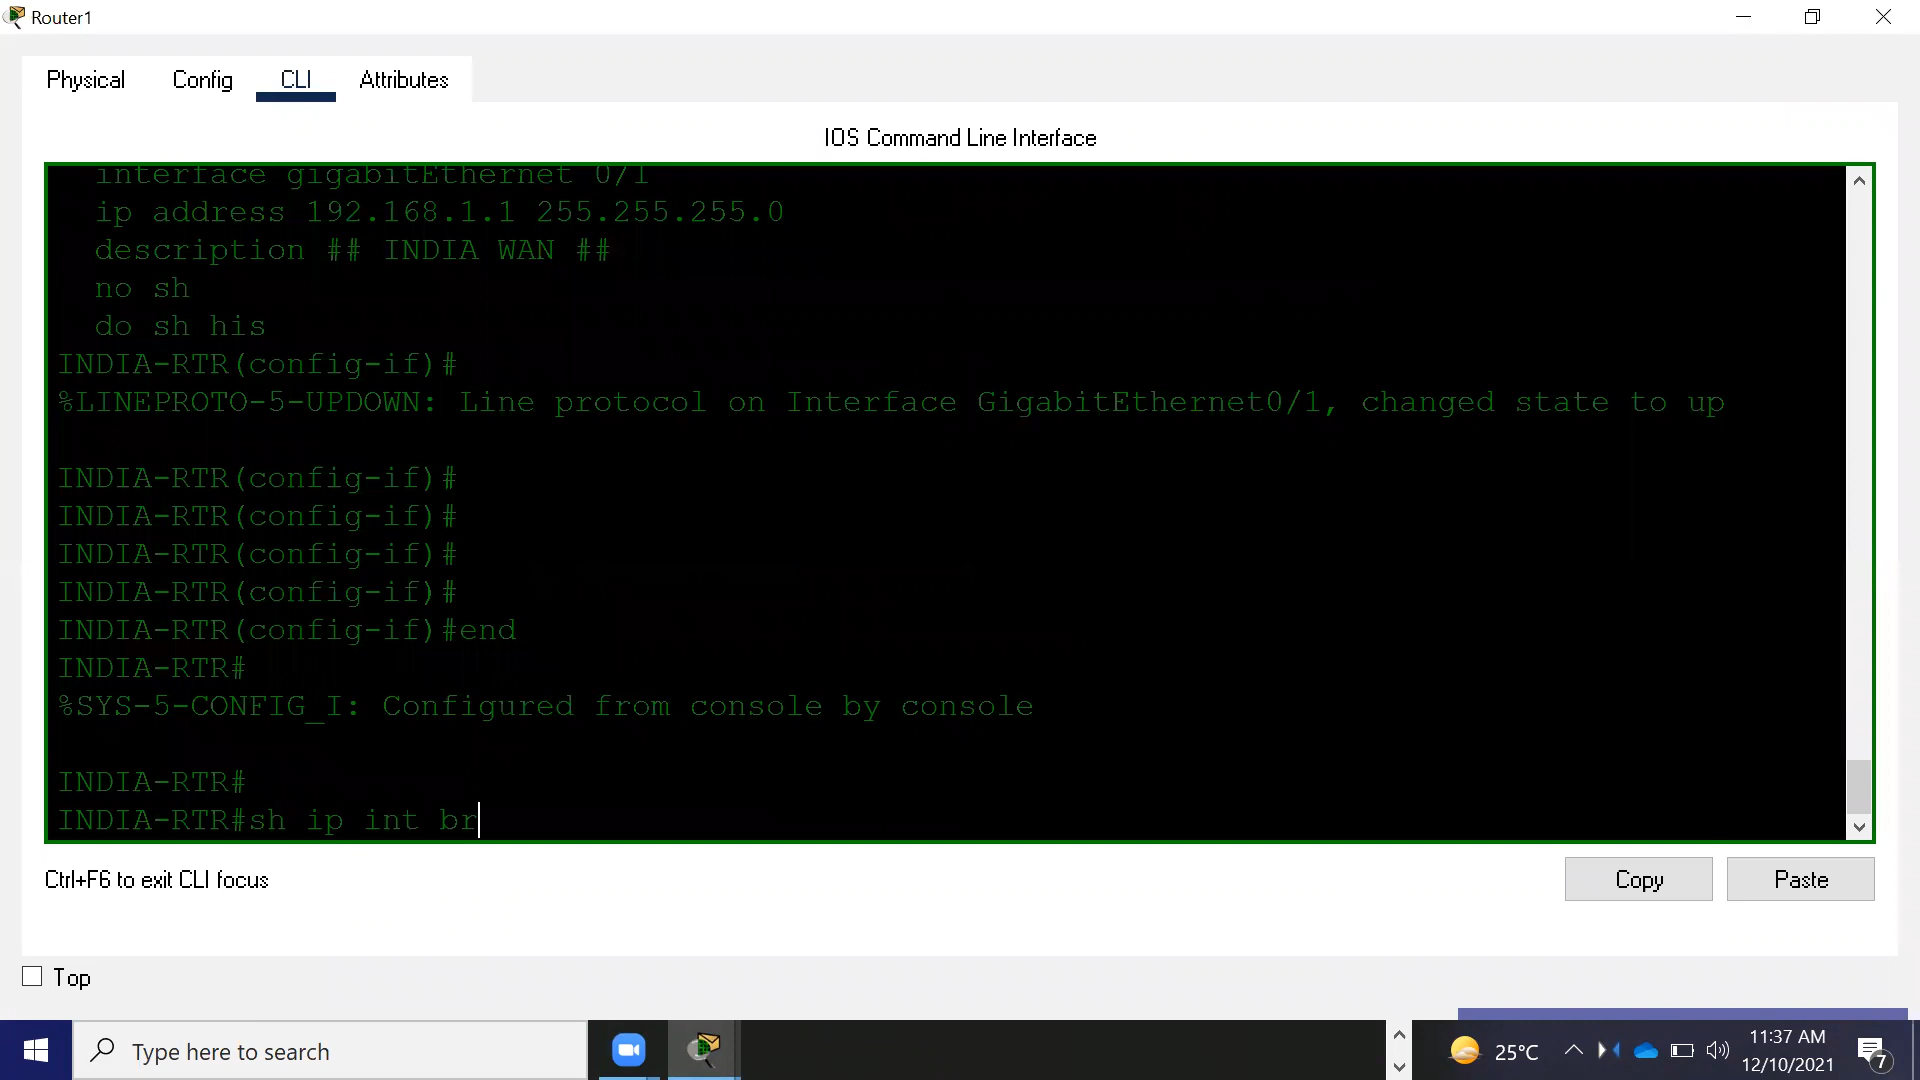 Router1
Physical Config CLI Attributes
IOS Command Line Interface
interface gigabitEthernet 0/1
ip address 192.168.1.1 255.255.255.0
description ## INDIA WAN ##
no sh
do sh his
INDIA-RTR(config-if)#
%LINEPROTO-5-UPDOWN: Line protocol on Interface GigabitEthernet0/1, changed state to up
INDIA-RTR(config-if)#
INDIA-RTR(config-if)#
INDIA-RTR(config-if)#
INDIA-RTR(config-if)#
INDIA-RTR(config-if)#end
INDIA-RTR#
%SYS-5-CONFIG_I: Configured from console by console
INDIA-RTR#
INDIA-RTR#sh ip int br
Ctrl+F6 to exit CLI focus
Copy Paste
Top
Type here to search
25°C
11:37 AM
12/10/2021
7